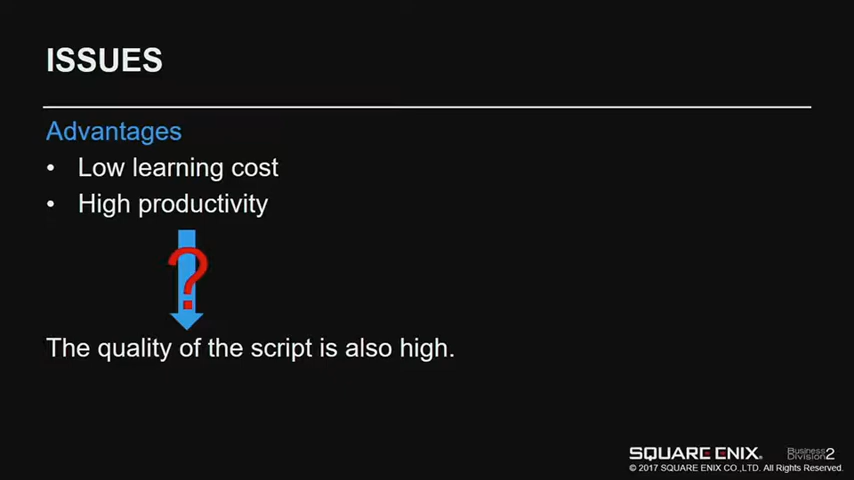 ISSUES
Advantages
• Low learning cost
• High productivity
?
The quality of the script is also high.
SQUARE ENIX. Business Division 2
© 2017 SQUARE ENIX CO.,LTD. All Rights Reserved.